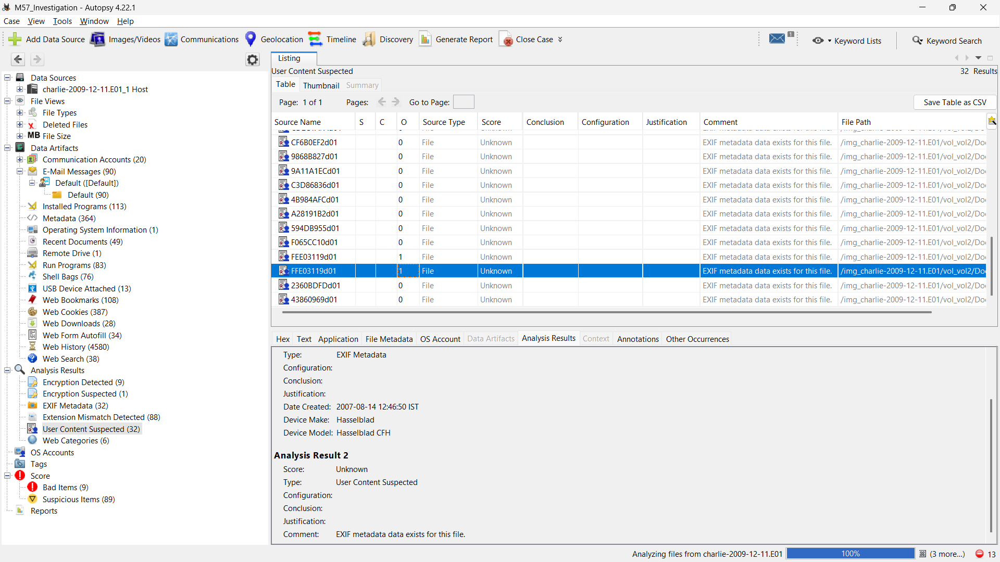 M57_Investigation - Autopsy 4.22.1
Case View Tools Window Help
Add Data Source Images/Videos Communications Geolocation Timeline Discovery Generate Report Close Case 1 Keyword Lists Keyword Search
Data Sources
charlie-2009-12-11.E01_1 Host
File Views
File Types
Deleted Files
MB File Size
Data Artifacts
Communication Accounts (20)
E-Mail Messages (90)
Default ([Default])
Default (90)
Installed Programs (113)
Metadata (364)
Operating System Information (1)
Recent Documents (49)
Remote Drive (1)
Run Programs (83)
Shell Bags (76)
USB Device Attached (13)
Web Bookmarks (108)
Web Cookies (387)
Web Downloads (28)
Web Form Autofill (34)
Web History (4580)
Web Search (38)
Analysis Results
Encryption Detected (9)
Encryption Suspected (1)
EXIF Metadata (32)
Extension Mismatch Detected (88)
User Content Suspected (32)
Web Categories (6)
OS Accounts
Tags
Score
Bad Items (9)
Suspicious Items (89)
Reports
Listing
User Content Suspected 32 Results
Table Thumbnail Summary
Page: 1 of 1 Pages: Go to Page: Save Table as CSV
Source Name S C O Source Type Score Conclusion Configuration Justification Comment File Path
CF6B0EF2d01 0 File Unknown EXIF metadata data exists for this file. /img_charlie-2009-12-11.E01/vol_vol2/Do
9868B827d01 0 File Unknown EXIF metadata data exists for this file. /img_charlie-2009-12-11.E01/vol_vol2/Do
9A11A1ECd01 0 File Unknown EXIF metadata data exists for this file. /img_charlie-2009-12-11.E01/vol_vol2/Do
C3D86836d01 0 File Unknown EXIF metadata data exists for this file. /img_charlie-2009-12-11.E01/vol_vol2/Do
4B984AFCd01 0 File Unknown EXIF metadata data exists for this file. /img_charlie-2009-12-11.E01/vol_vol2/Do
A28191B2d01 0 File Unknown EXIF metadata data exists for this file. /img_charlie-2009-12-11.E01/vol_vol2/Do
594DB955d01 0 File Unknown EXIF metadata data exists for this file. /img_charlie-2009-12-11.E01/vol_vol2/Do
F065CC10d01 0 File Unknown EXIF metadata data exists for this file. /img_charlie-2009-12-11.E01/vol_vol2/Do
FEE03119d01 1 File Unknown EXIF metadata data exists for this file. /img_charlie-2009-12-11.E01/vol_vol2/Do
FFE03119d01 1 File Unknown EXIF metadata data exists for this file. /img_charlie-2009-12-11.E01/vol_vol2/Do
2360BDFDd01 0 File Unknown EXIF metadata data exists for this file. /img_charlie-2009-12-11.E01/vol_vol2/Do
43860969d01 0 File Unknown EXIF metadata data exists for this file. /img_charlie-2009-12-11.E01/vol_vol2/Do
Hex Text Application File Metadata OS Account Data Artifacts Analysis Results Context Annotations Other Occurrences
Type: EXIF Metadata
Configuration:
Conclusion:
Justification:
Date Created: 2007-08-14 12:46:50 IST
Device Make: Hasselblad
Device Model: Hasselblad CFH
Analysis Result 2
Score: Unknown
Type: User Content Suspected
Configuration:
Conclusion:
Justification:
Comment: EXIF metadata data exists for this file.
Analyzing files from charlie-2009-12-11.E01 100% (3 more...) 13